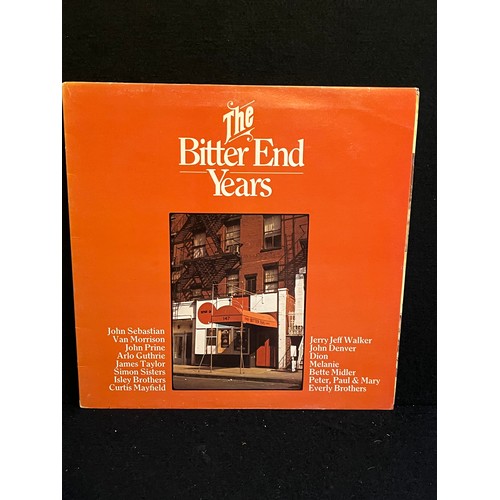 The
Bitter End
Years
John Sebastian
Van Morrison
John Prine
Arlo Guthrie
James Taylor
Simon Sisters
Isley Brothers
Curtis Mayfield
Jerry Jeff Walker
John Denver
Dion
Melanie
Bette Midler
Peter, Paul & Mary
Everly Brothers